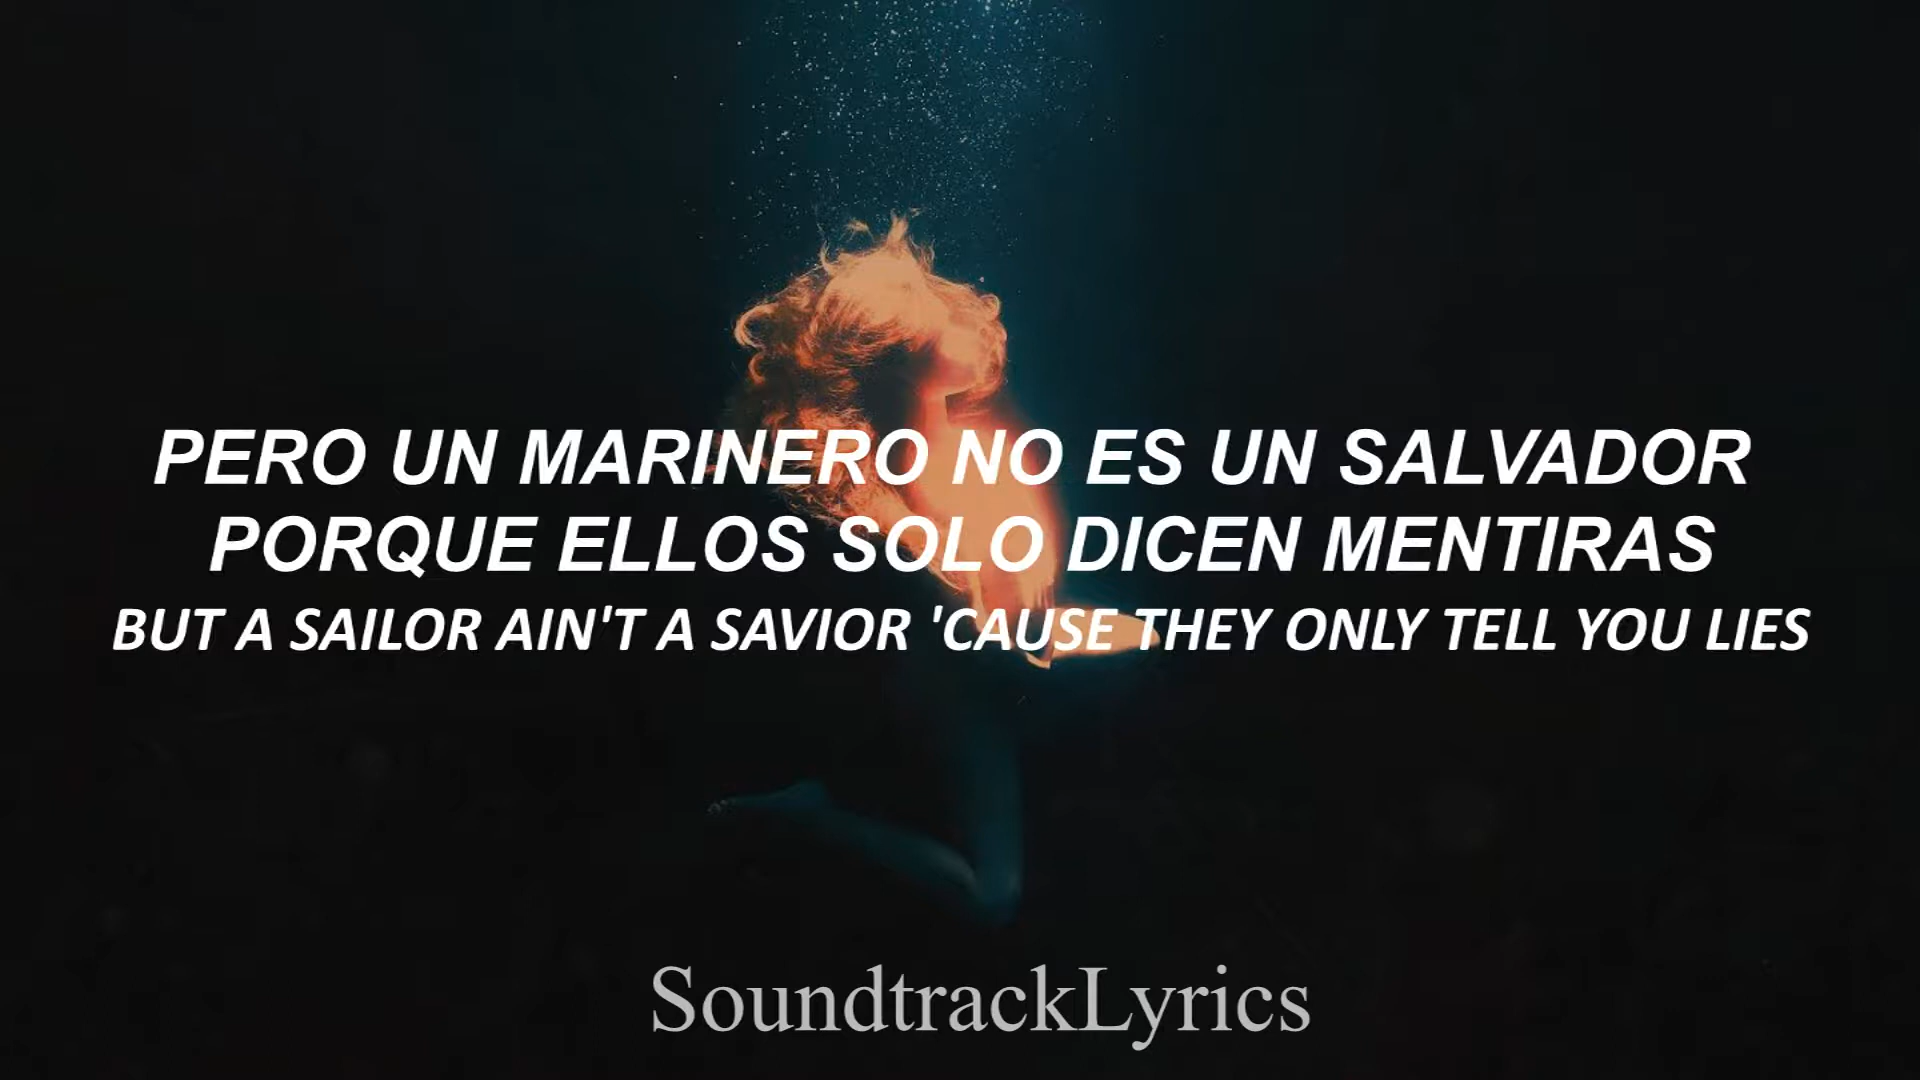 PERO UN MARINERO NO ES UN SALVADOR
PORQUE ELLOS SOLO DICEN MENTIRAS
BUT A SAILOR AIN'T A SAVIOR 'CAUSE THEY ONLY TELL YOU LIES
SoundtrackLyrics